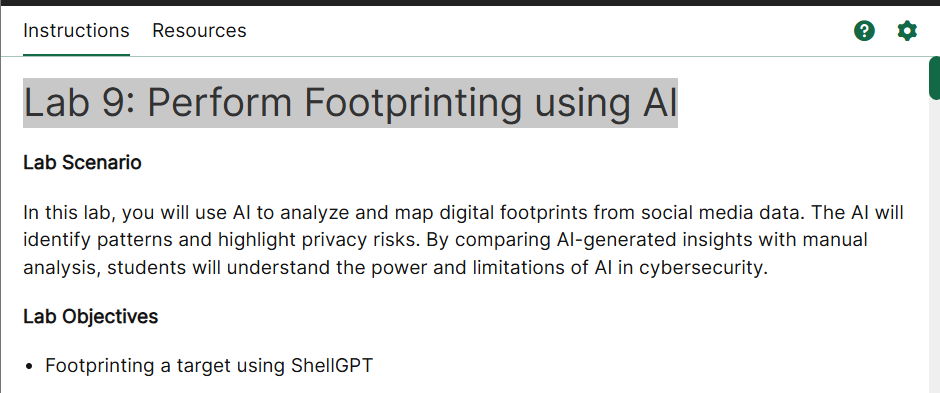 Instructions Resources
Lab 9: Perform Footprinting using AI
Lab Scenario
In this lab, you will use AI to analyze and map digital footprints from social media data. The AI will
identify patterns and highlight privacy risks. By comparing AI-generated insights with manual
analysis, students will understand the power and limitations of AI in cybersecurity.
Lab Objectives
• Footprinting a target using ShellGPT